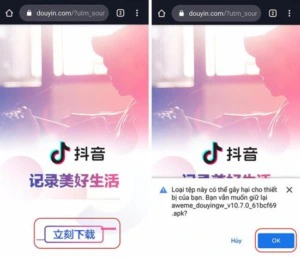 douyin.com/?utm_sour
3
抖音
记录美好生活
立刻下载
douyin.com/?utm_sour
3
抖音
记录美好生活
Loại tệp này có thể gây hại cho thiết
bị của bạn. Bạn vẫn muốn giữ lại
aweme_douyingw_v10.7.0_61bcf69
.apk?
Hủy
OK